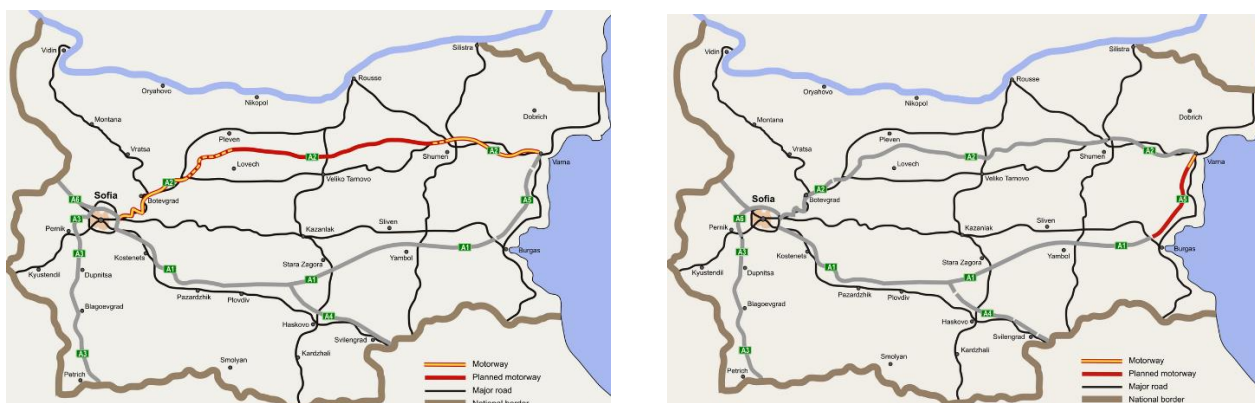 Silistra
Vidin
Rousse
Oryahovo
Nikopol
Dobrich
Montana
Pleven
Vratsa
A2
Lovech
Shumen
A2
Varna
A2
Veliko Tarnovo
Sofia
Botevgrad
A6
A5
A3
Sliven
Pernik
Kazanlak
A1
Burgas
Kostenets
Yambol
A3
Stara Zagora
Kyustendil
Dupnitsa
A1
A1
Pazardzhik
Plovdiv
Blagoevgrad
A4
Haskovo
Svilengrad
A3
Kardzhali
Smolyan
Petrich
Motorway
Planned motorway
Major road
National border
Silistra
Vidin
Rousse
Oryahovo
Nikopol
Dobrich
Montana
Pleven
Vratsa
A2
Lovech
Shumen
A2
Varna
A2
Veliko Tarnovo
Sofia
Botevgrad
A5
A6
Sliven
Pernik
Kazanlak
A1
Burgas
Kostenets
Yambol
A3
Stara Zagora
Kyustendil
Dupnitsa
A1
A1
Pazardzhik
Plovdiv
Blagoevgrad
A4
Haskovo
Svilengrad
A3
Kardzhali
Smolyan
Petrich
Motorway
Planned motorway
Major road
National border